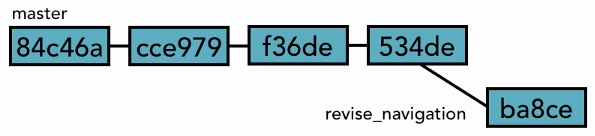 master
84c46a cce979 f36de 534de
revise_navigation ba8ce